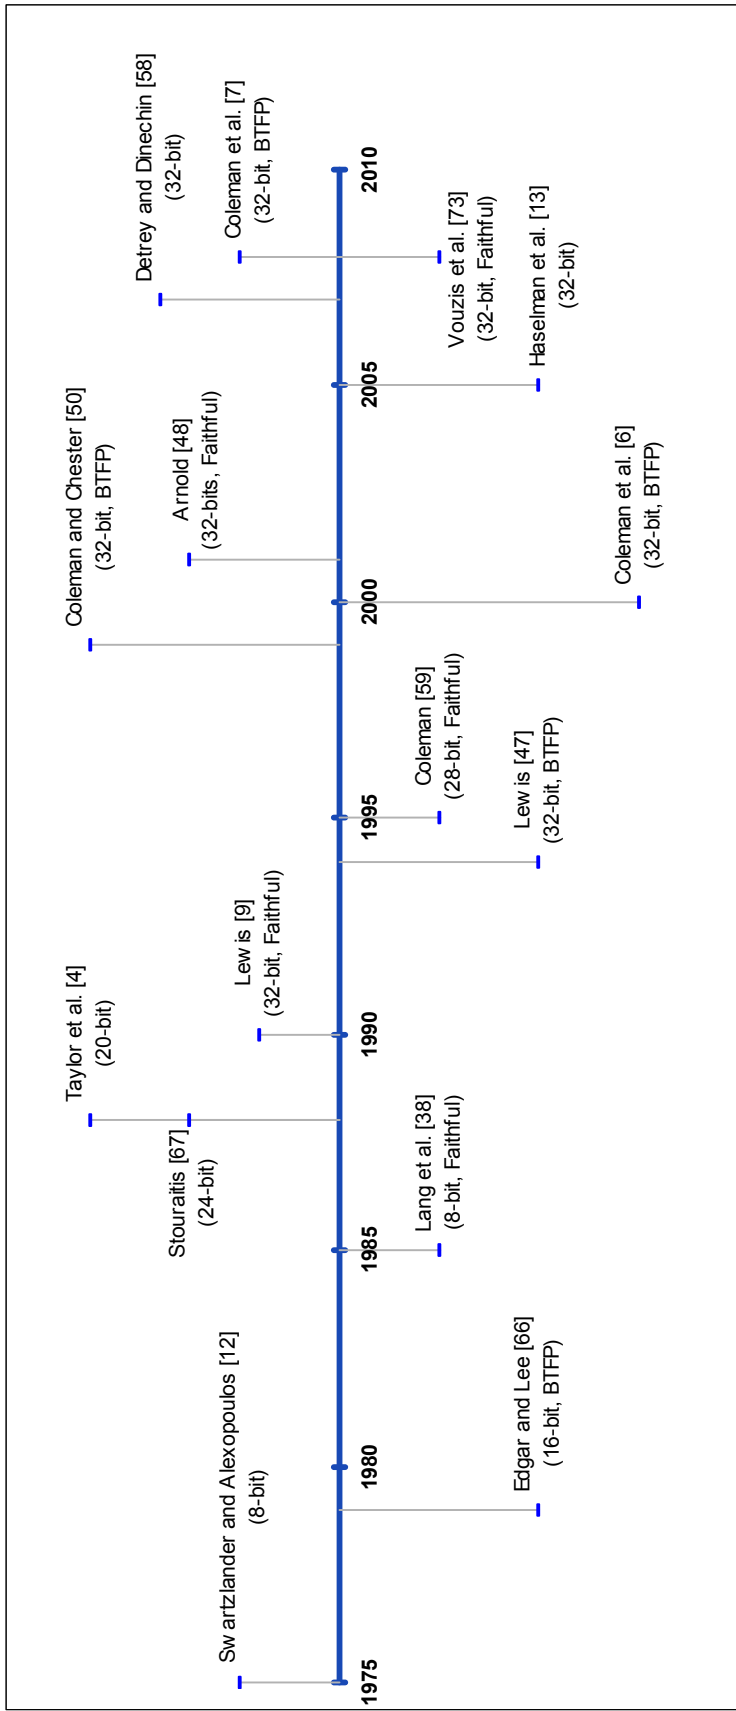 Taylor et al. [4]
(20-bit)
Coleman and Chester [50]
(32-bit, BTFP)
Detrey and Dinechin [58]
(32-bit)
Stouraitis [67]
(24-bit)
Arnold [48]
(32-bits, Faithful)
Swartzlander and Alexopoulos [12]
(8-bit)
Lewis [9]
(32-bit, Faithful)
Coleman et al. [7]
(32-bit, BTFP)
1975
1980
1985
1990
1995
2000
2005
2010
Lang et al. [38]
(8-bit, Faithful)
Coleman [59]
(28-bit, Faithful)
Vouzis et al. [73]
(32-bit, Faithful)
Edgar and Lee [66]
(16-bit, BTFP)
Lewis [47]
(32-bit, BTFP)
Haselman et al. [13]
(32-bit)
Coleman et al. [6]
(32-bit, BTFP)